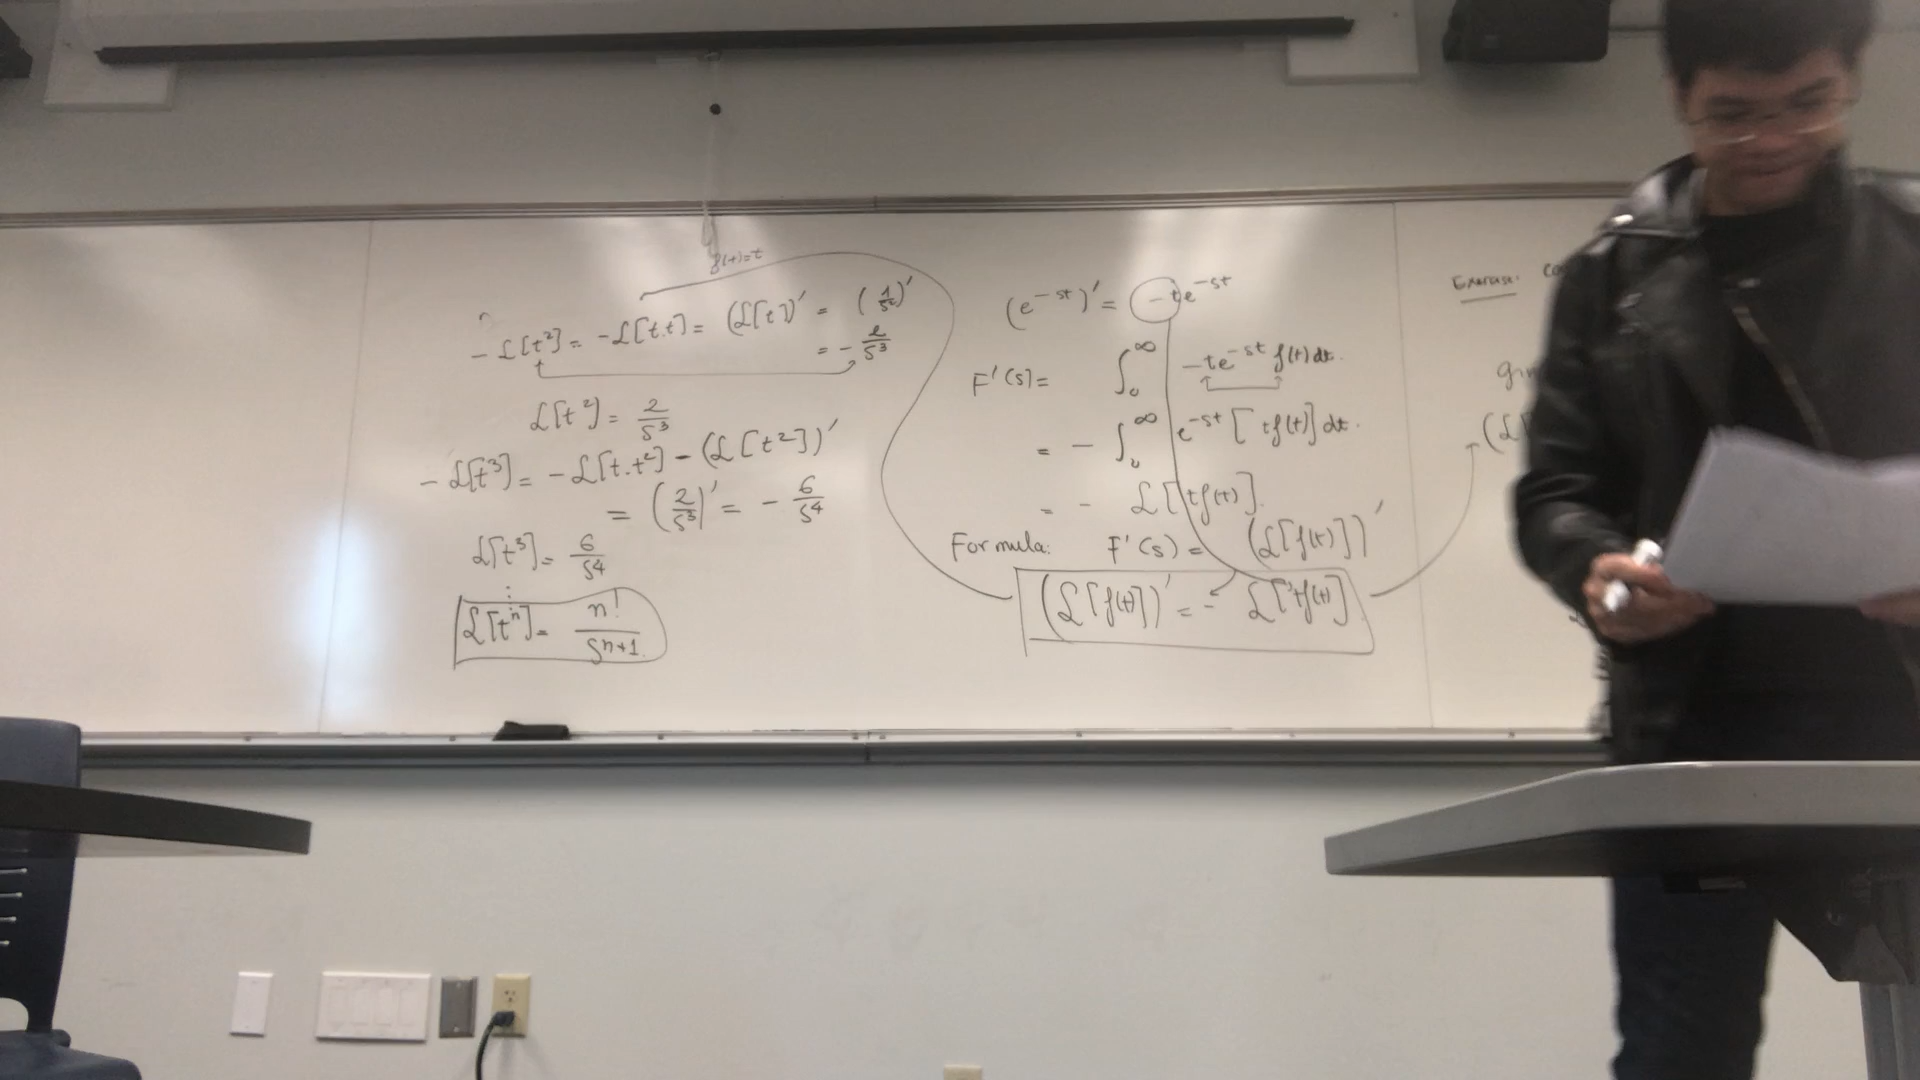 f(t)=t
-ℒ[t²] = -ℒ[t.t] = (ℒ[t])' = (1/s²)'
= - 2/s³
ℒ[t²] = 2/s³
-ℒ[t³] = -ℒ[t.t²] - (ℒ[t²])'
= (2/s³)' = - 6/s⁴
ℒ[t³] = 6/s⁴
⋮
ℒ[tⁿ] = n!/sⁿ⁺¹
(e⁻ˢᵗ)' = -te⁻ˢᵗ
F'(s) = ∫₀^∞ -te⁻ˢᵗ f(t)dt.
= - ∫₀^∞ e⁻ˢᵗ [tf(t)]dt.
= - ℒ[tf(t)].
Formula: F'(s) = (ℒ[f(t)])'
(ℒ[f(t)])' = - ℒ[tf(t)]
Exercise:
(ℒ